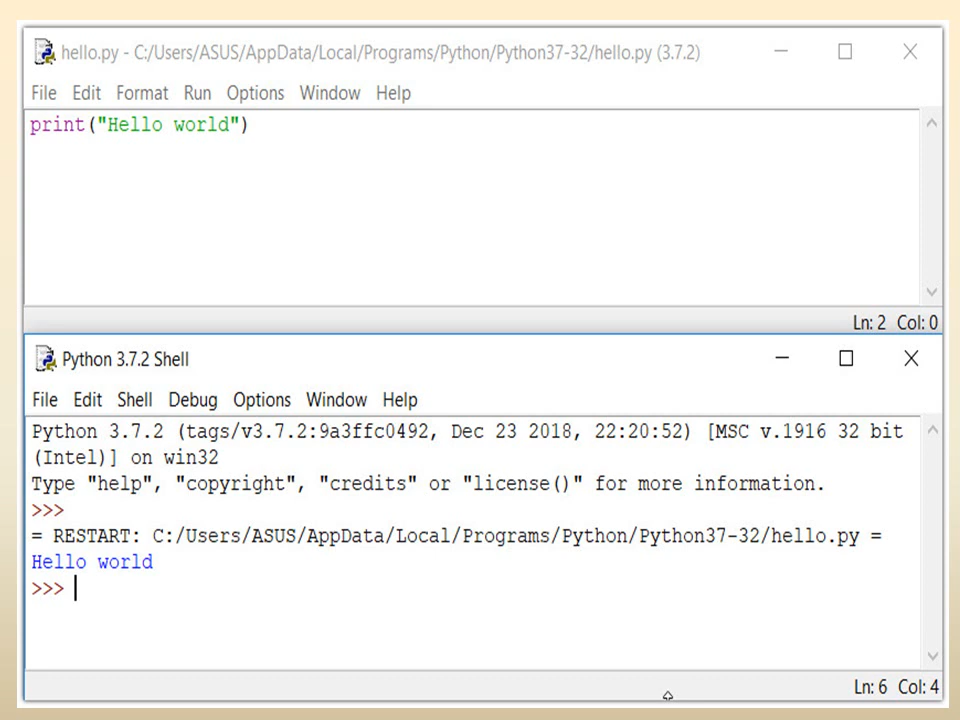 hello.py - C:/Users/ASUS/AppData/Local/Programs/Python/Python37-32/hello.py (3.7.2)
File Edit Format Run Options Window Help
print("Hello world")
Ln: 2 Col: 0
Python 3.7.2 Shell
File Edit Shell Debug Options Window Help
Python 3.7.2 (tags/v3.7.2:9a3ffc0492, Dec 23 2018, 22:20:52) [MSC v.1916 32 bit
(Intel)] on win32
Type "help", "copyright", "credits" or "license()" for more information.
>>>
= RESTART: C:/Users/ASUS/AppData/Local/Programs/Python/Python37-32/hello.py =
Hello world
>>>
Ln: 6 Col: 4